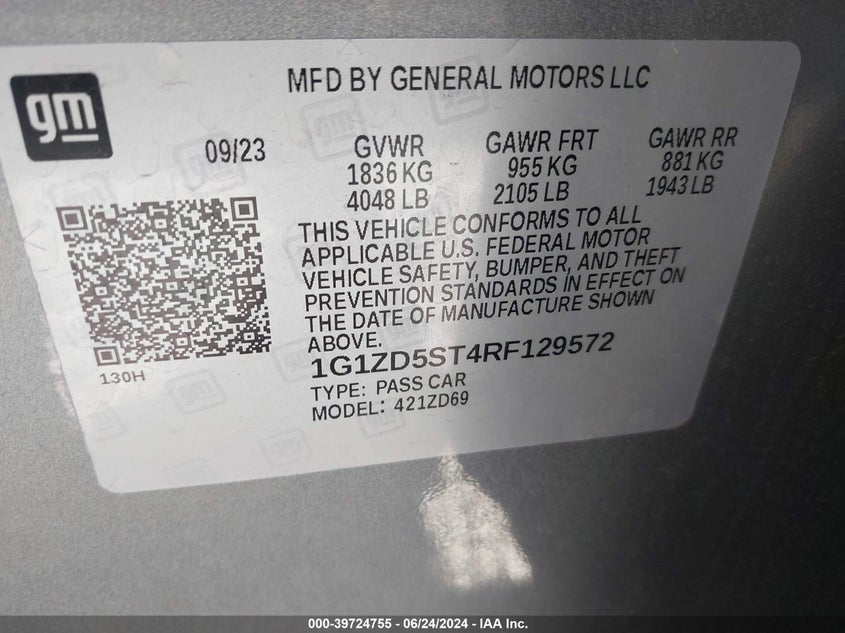 gm
MFD BY GENERAL MOTORS LLC
09/23
GVWR
1836 KG
4048 LB
GAWR FRT
955 KG
2105 LB
GAWR RR
881 KG
1943 LB
THIS VEHICLE CONFORMS TO ALL
APPLICABLE U.S. FEDERAL MOTOR
VEHICLE SAFETY, BUMPER, AND THEFT
PREVENTION STANDARDS IN EFFECT ON
THE DATE OF MANUFACTURE SHOWN
ABOVE.
1G1ZD5ST4RF129572
TYPE: PASS CAR
MODEL: 421ZD69
130H
000-39724755 - 06/24/2024 - IAA Inc.